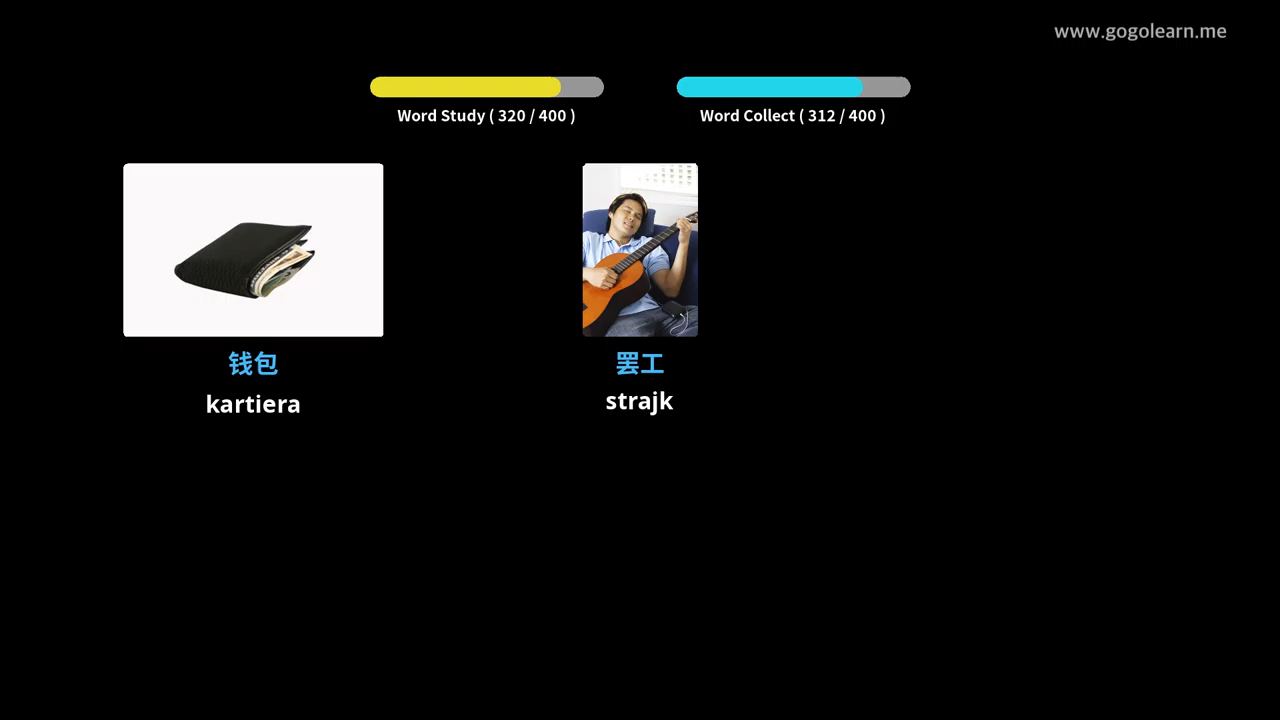 www.gogolearn.me
Word Study ( 320 / 400 )
Word Collect ( 312 / 400 )
钱包
kartiera
罢工
strajk